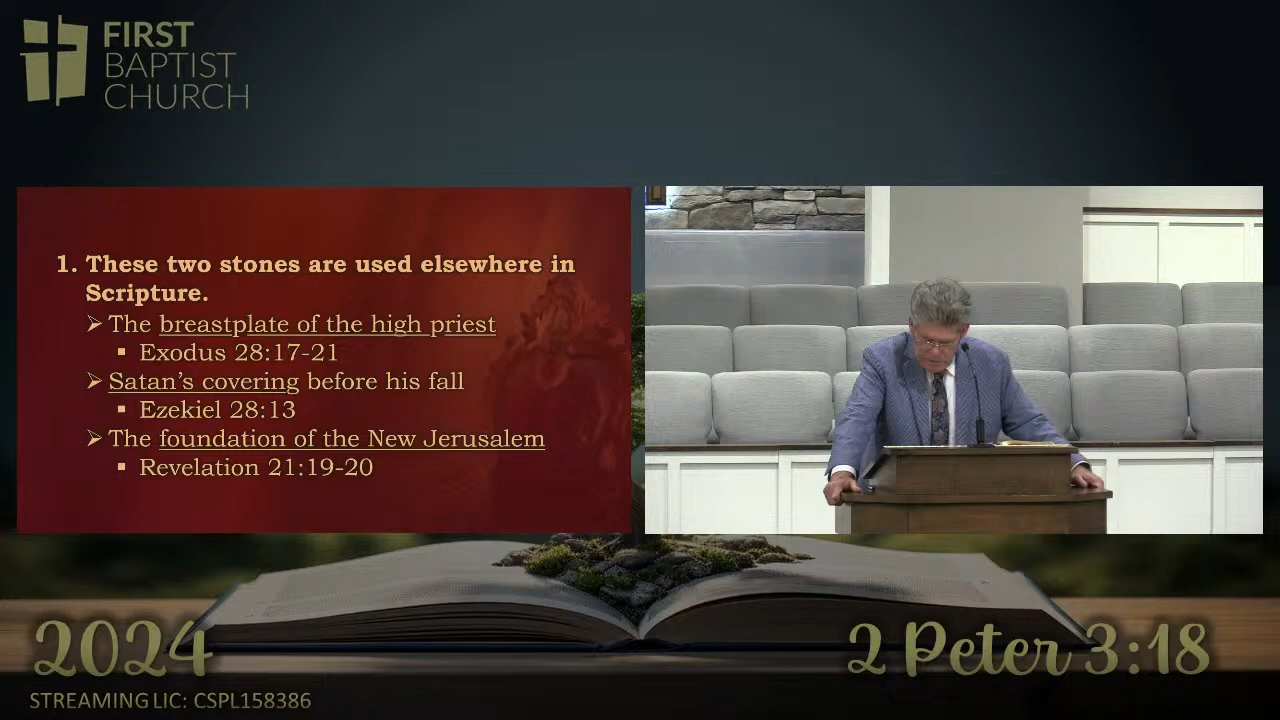 FIRST
BAPTIST
CHURCH
1. These two stones are used elsewhere in
Scripture.
➢ The breastplate of the high priest
▪ Exodus 28:17-21
➢ Satan's covering before his fall
▪ Ezekiel 28:13
➢ The foundation of the New Jerusalem
▪ Revelation 21:19-20
2024
2 Peter 3:18
STREAMING LIC: CSPL158386